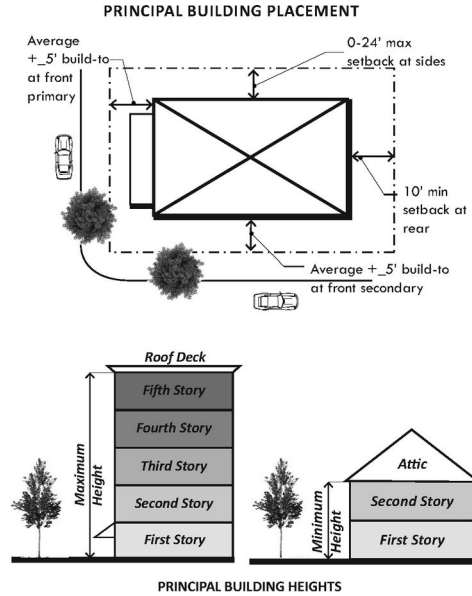 PRINCIPAL BUILDING PLACEMENT
Average
+_5' build-to
at front
primary
0-24' max
setback at sides
10' min
setback at
rear
Average +_5' build-to
at front secondary
Roof Deck
Fifth Story
Fourth Story
Third Story
Second Story
First Story
Maximum
Height
Attic
Second Story
First Story
Minimum
Height
PRINCIPAL BUILDING HEIGHTS